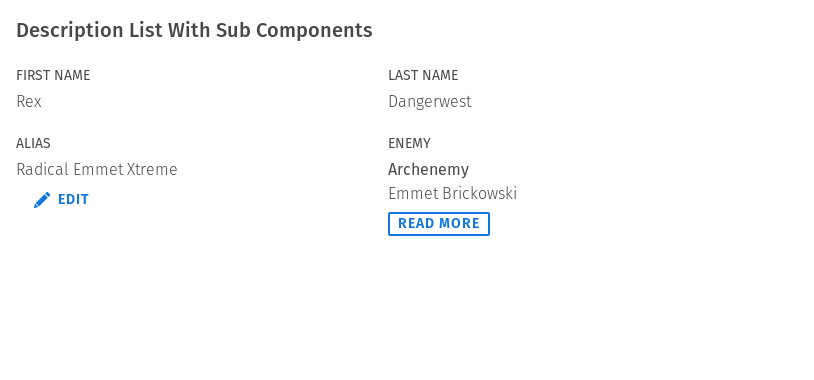 Description List With Sub Components
FIRST NAME
Rex
LAST NAME
Dangerwest
ALIAS
Radical Emmet Xtreme
EDIT
ENEMY
Archenemy
Emmet Brickowski
READ MORE